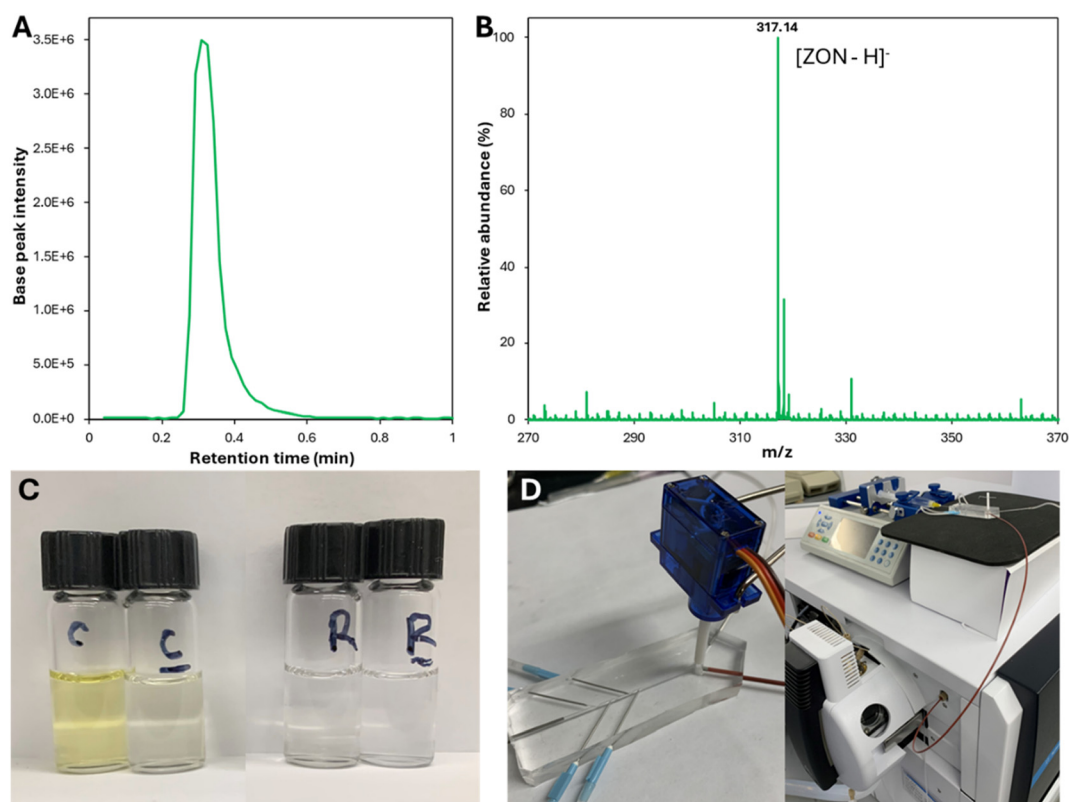 A
3.5E+6
3.0E+6
2.5E+6
2.0E+6
1.5E+6
1.0E+6
5.0E+5
0.0E+0
Base peak intensity
0 0.2 0.4 0.6 0.8 1
Retention time (min)
B
317.14
[ZON - H]-
100
80
60
40
20
0
Relative abundance (%)
270 290 310 330 350 370
m/z
C
C C R R
D